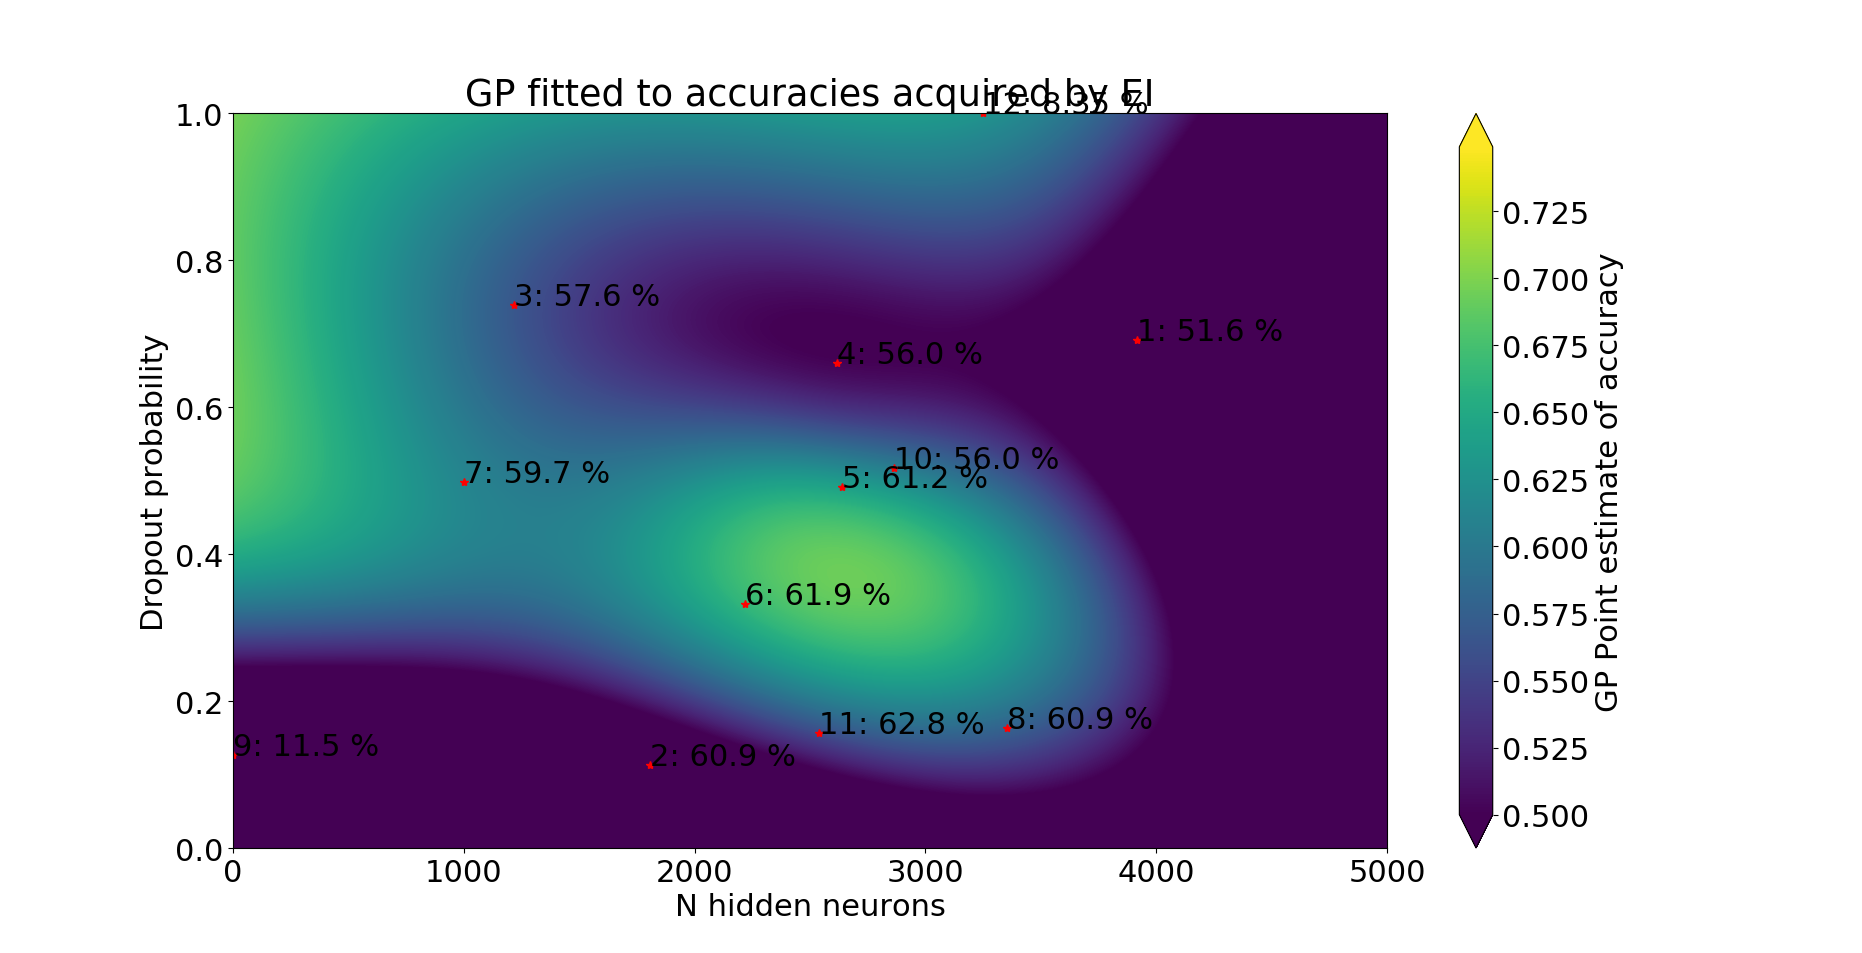 GP fitted to accuracies acquired by EI
12: 8.35 %
1.0
0.8
0.6
0.4
0.2
0.0
Dropout probability
3: 57.6 %
1: 51.6 %
4: 56.0 %
10: 56.0 %
7: 59.7 %
5: 61.2 %
6: 61.9 %
11: 62.8 %
8: 60.9 %
9: 11.5 %
2: 60.9 %
0
1000
2000
3000
4000
5000
N hidden neurons
0.725
0.700
0.675
0.650
0.625
0.600
0.575
0.550
0.525
0.500
GP Point estimate of accuracy